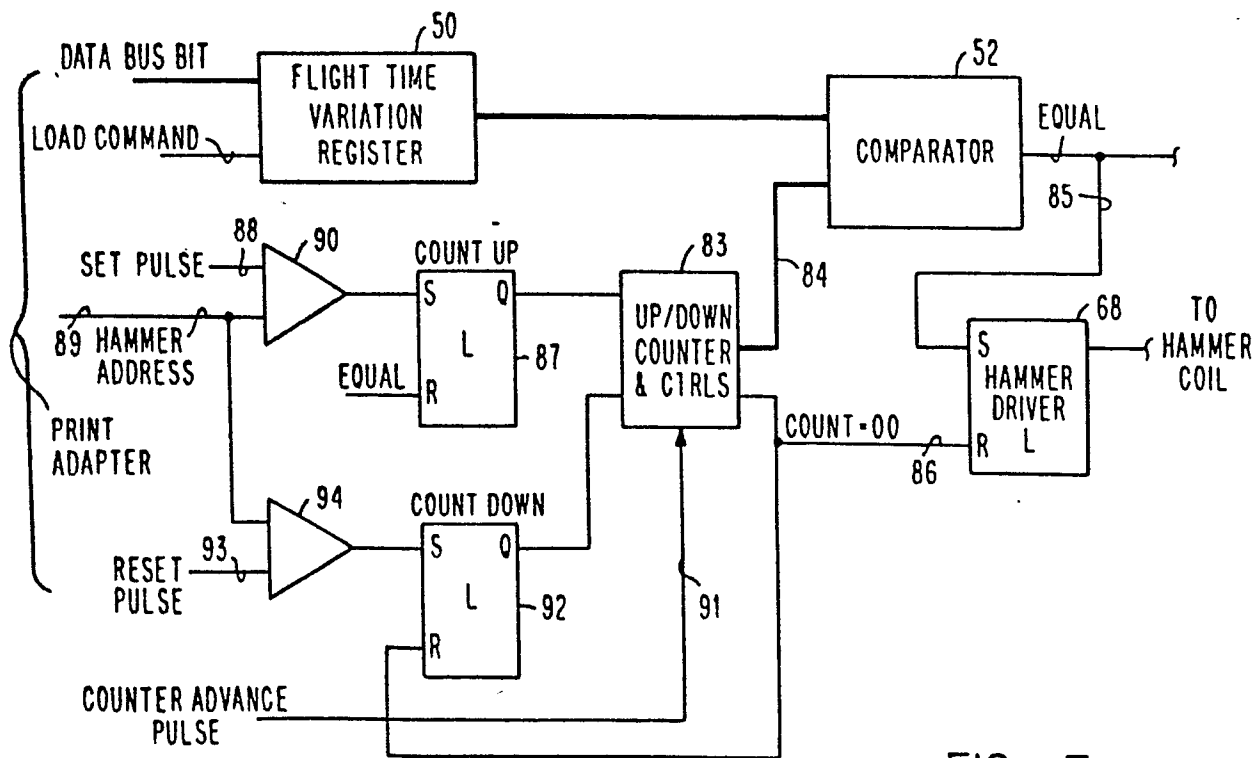 DATA BUS BIT
50
FLIGHT TIME
VARIATION
REGISTER
LOAD COMMAND
52
COMPARATOR
EQUAL
85
88
90
SET PULSE
89
HAMMER
ADDRESS
COUNT UP
S Q
L
R
87
EQUAL
83
UP/DOWN
COUNTER
& CTRLS
84
68
S
HAMMER
DRIVER
L
R
TO
HAMMER
COIL
COUNT=00
86
PRINT
ADAPTER
94
93
RESET
PULSE
COUNT DOWN
S Q
L
R
92
91
COUNTER ADVANCE
PULSE